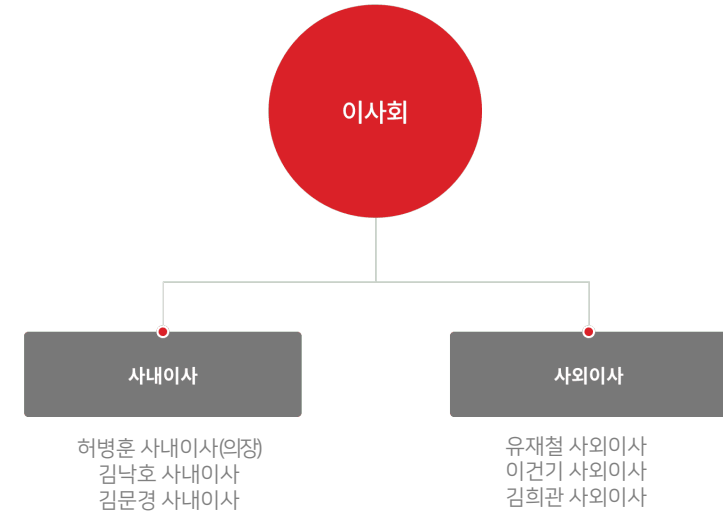 이사회
사내이사
사외이사
허병훈 사내이사(의장)
김낙호 사내이사
김문경 사내이사
유재철 사외이사
이건기 사외이사
김희관 사외이사